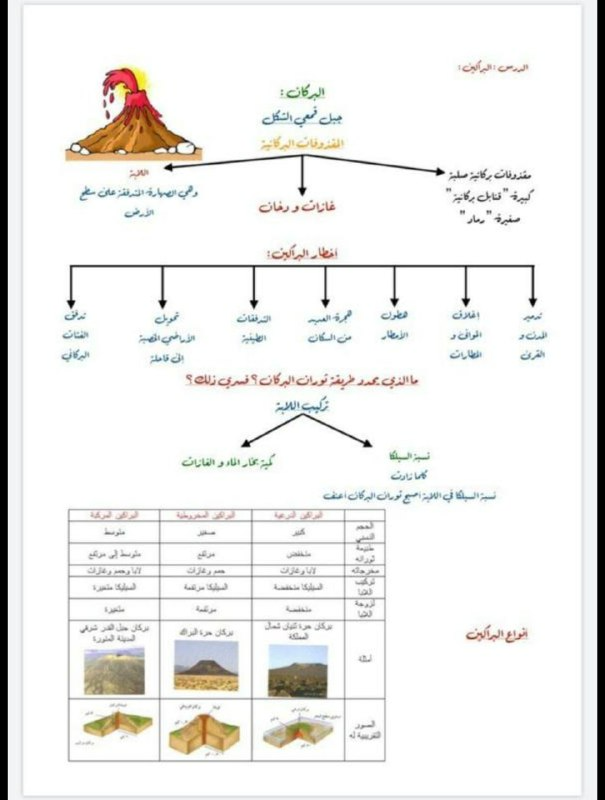 الدرس : البراكين :
البركان :
جبل قمعي الشكل
المقذوفات البركانية
اللابة
وهي الصهارة المتدفقة على سطح
الأرض
غازات و دخان
مقذوفات بركانية صلبة
كبيرة "قنابل بركانية"
صغيرة "رماد"
أخطار البراكين :
تدمير
المدن و
القرى
إغلاق
الموانئ و
المطارات
هطول
الأمطار
هجرة العديد
من السكان
التدفقات
الطينية
تحويل
الأراضي الخصبة
إلى قاحلة
تدفق
الفتات
البركاني
ما الذي يحدد طريقة ثوران البركان ؟ فسري ذلك ؟
تركيب اللابة
نسبة السيلكا
كلما زادت
نسبة السيلكا في اللابة أصبح ثوران البركان أعنف
كمية بخار الماء و الغازات
أنواع البراكين
البراكين الدرعية البراكين المخروطية البراكين المركبة
الحجم النسبي كبير صغير متوسط
طبيعة ثورانه منخفض مرتفع متوسط إلى مرتفع
مخرجاته لابا وغازات حمم وغازات لابا وحمم وغازات
تركيب اللابا السيليكا منخفضة السيليكا مرتفعة السيليكا متغيرة
لزوجة اللابا منخفضة مرتفعة متغيرة
أمثلة بركان حرة ثنيان شمال المملكة بركان حرة البراك بركان جبل القدر شرقي المدينة المنورة
الصور التقريبية له